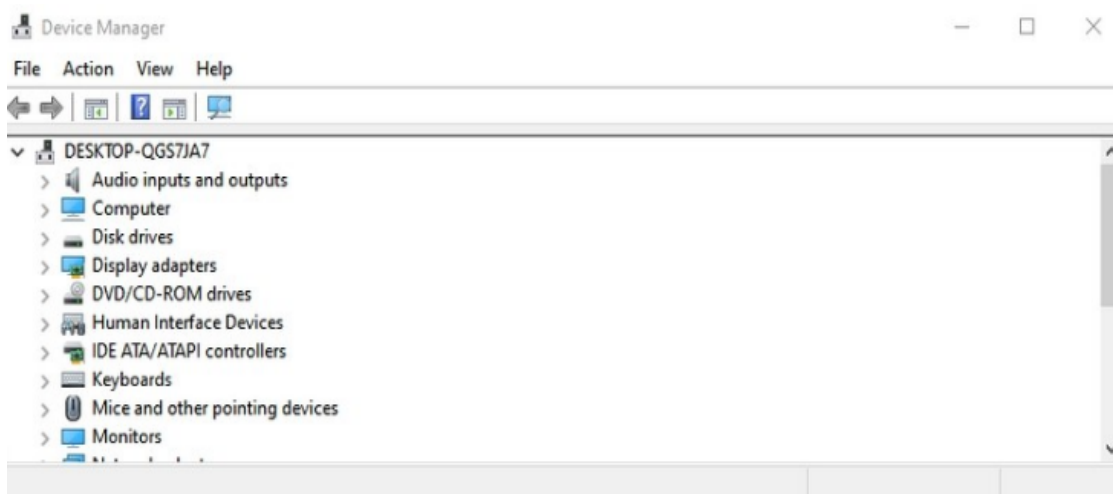 Device Manager
File Action View Help
DESKTOP-QGS7JA7
Audio inputs and outputs
Computer
Disk drives
Display adapters
DVD/CD-ROM drives
Human Interface Devices
IDE ATA/ATAPI controllers
Keyboards
Mice and other pointing devices
Monitors